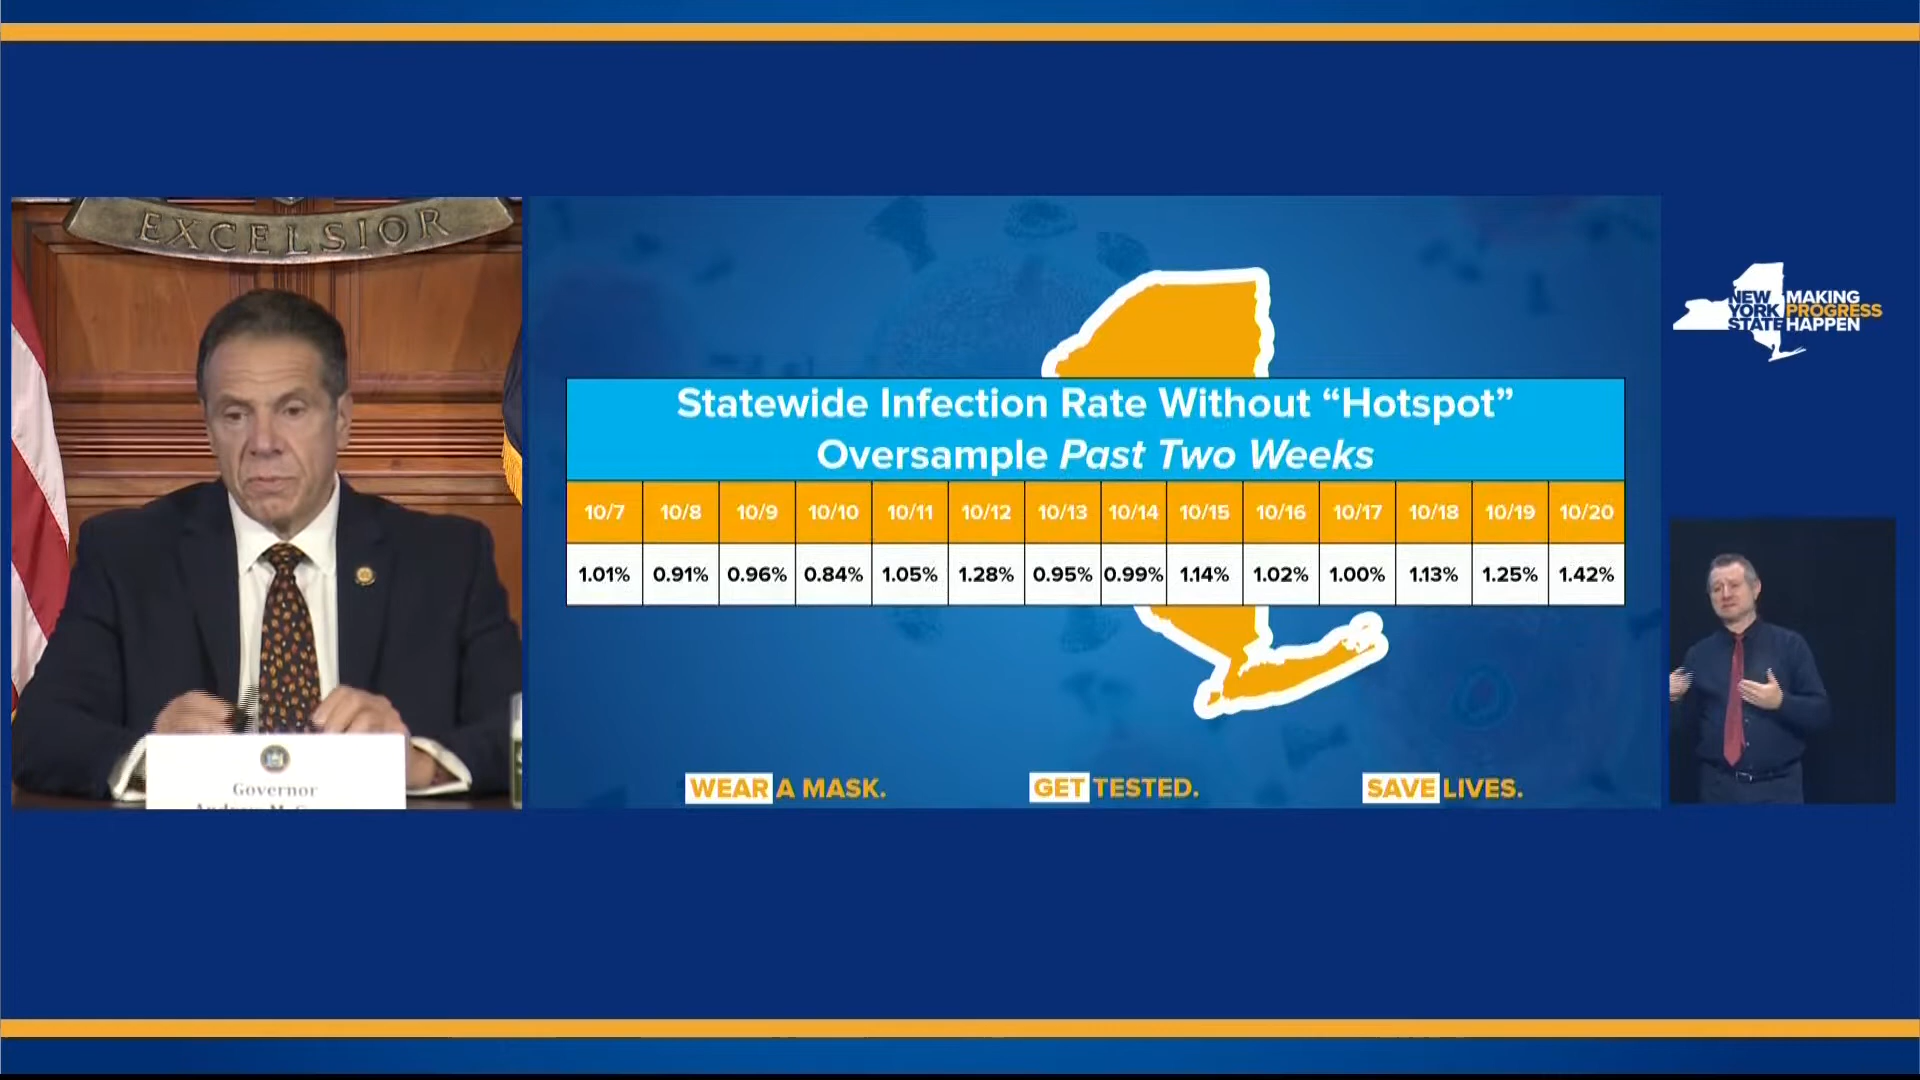 EXCELSIOR
Governor
Statewide Infection Rate Without “Hotspot”
Oversample Past Two Weeks
10/7 10/8 10/9 10/10 10/11 10/12 10/13 10/14 10/15 10/16 10/17 10/18 10/19 10/20
1.01% 0.91% 0.96% 0.84% 1.05% 1.28% 0.95% 0.99% 1.14% 1.02% 1.00% 1.13% 1.25% 1.42%
WEAR A MASK. GET TESTED. SAVE LIVES.
NEW YORK STATE
MAKING
PROGRESS
HAPPEN